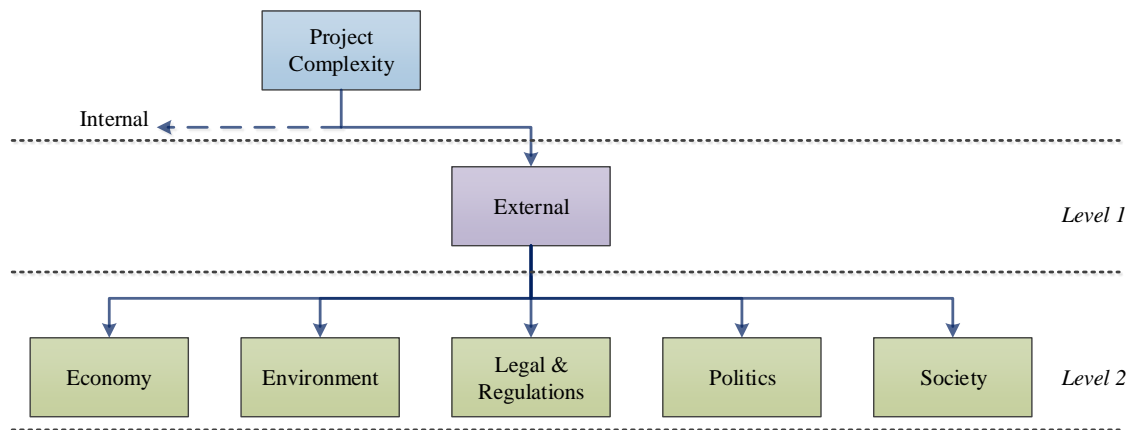 Project
Complexity
Internal
External
Level 1
Economy
Environment
Legal &
Regulations
Politics
Society
Level 2